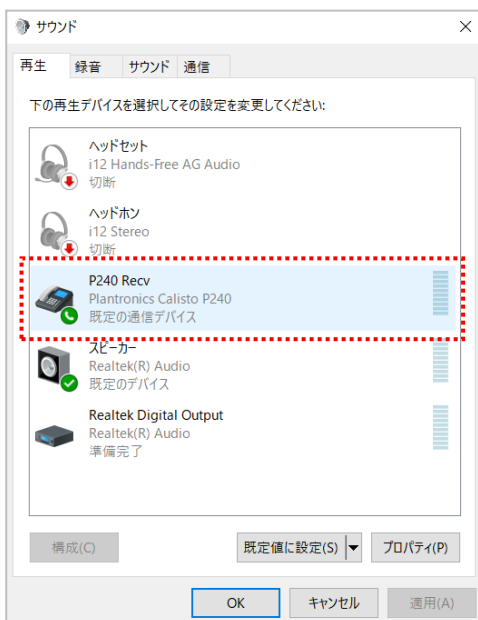 サウンド
再生 録音 サウンド 通信
下の再生デバイスを選択してその設定を変更してください:
ヘッドセット
i12 Hands-Free AG Audio
切断
ヘッドホン
i12 Stereo
切断
P240 Recv
Plantronics Calisto P240
既定の通信デバイス
スピーカー
Realtek(R) Audio
既定のデバイス
Realtek Digital Output
Realtek(R) Audio
準備完了
構成(C) 既定値に設定(S) プロパティ(P)
OK キャンセル 適用(A)